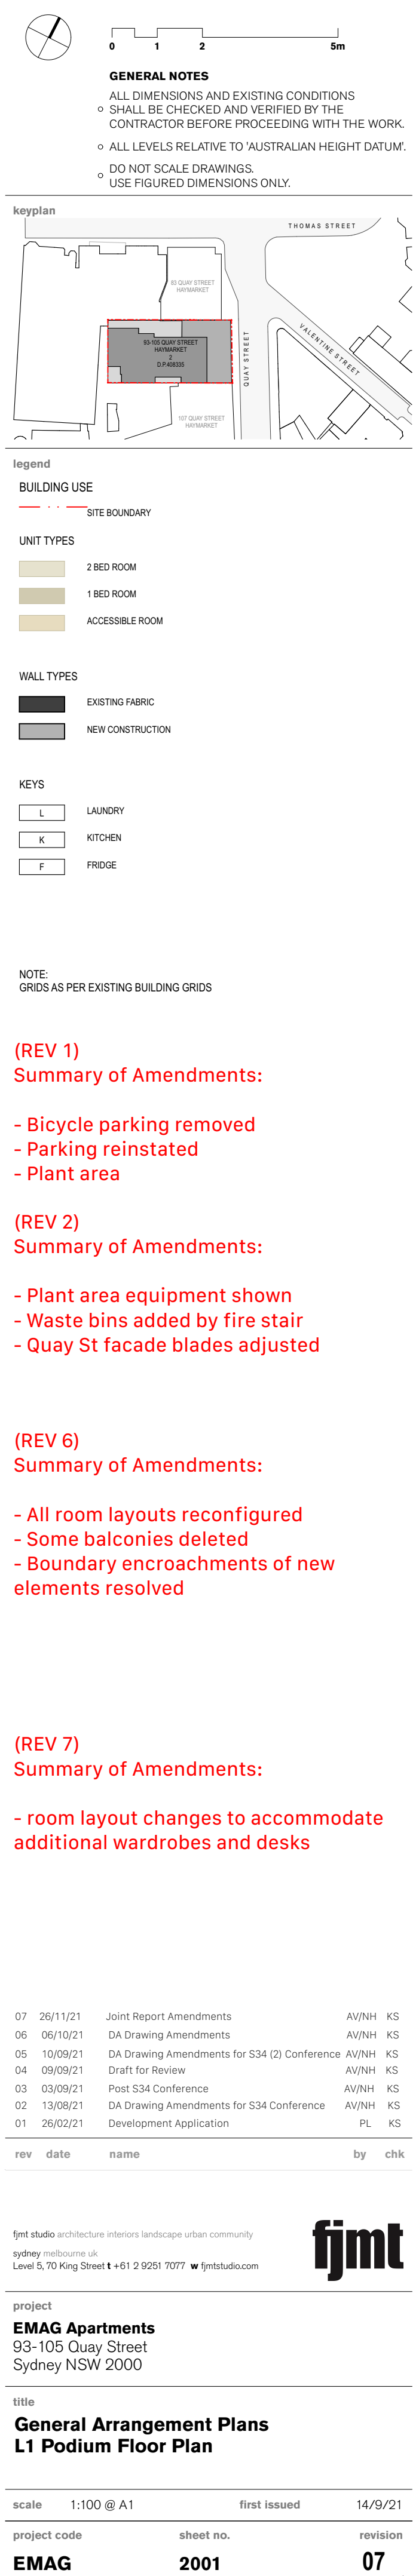 0 1 2 5m
GENERAL NOTES
ALL DIMENSIONS AND EXISTING CONDITIONS
SHALL BE CHECKED AND VERIFIED BY THE
CONTRACTOR BEFORE PROCEEDING WITH THE WORK.
ALL LEVELS RELATIVE TO 'AUSTRALIAN HEIGHT DATUM'.
DO NOT SCALE DRAWINGS.
USE FIGURED DIMENSIONS ONLY.
keyplan
THOMAS STREET
83 QUAY STREET
HAYMARKET
VALENTINE STREET
QUAY STREET
93-105 QUAY STREET
HAYMARKET
2
D.P.408335
107 QUAY STREET
HAYMARKET
legend
BUILDING USE
SITE BOUNDARY
UNIT TYPES
2 BED ROOM
1 BED ROOM
ACCESSIBLE ROOM
WALL TYPES
EXISTING FABRIC
NEW CONSTRUCTION
KEYS
L LAUNDRY
K KITCHEN
F FRIDGE
NOTE:
GRIDS AS PER EXISTING BUILDING GRIDS
(REV 1)
Summary of Amendments:
- Bicycle parking removed
- Parking reinstated
- Plant area
(REV 2)
Summary of Amendments:
- Plant area equipment shown
- Waste bins added by fire stair
- Quay St facade blades adjusted
(REV 6)
Summary of Amendments:
- All room layouts reconfigured
- Some balconies deleted
- Boundary encroachments of new
elements resolved
(REV 7)
Summary of Amendments:
- room layout changes to accommodate
additional wardrobes and desks
07 26/11/21 Joint Report Amendments AV/NH KS
06 06/10/21 DA Drawing Amendments AV/NH KS
05 10/09/21 DA Drawing Amendments for S34 (2) Conference AV/NH KS
04 09/09/21 Draft for Review AV/NH KS
03 03/09/21 Post S34 Conference AV/NH KS
02 13/08/21 DA Drawing Amendments for S34 Conference AV/NH KS
01 26/02/21 Development Application PL KS
rev date name by chk
fjmt studio architecture interiors landscape urban community
sydney melbourne uk
Level 5, 70 King Street t +61 2 9251 7077 w fjmtstudio.com
fjmt
project
EMAG Apartments
93-105 Quay Street
Sydney NSW 2000
title
General Arrangement Plans
L1 Podium Floor Plan
scale 1:100 @ A1 first issued 14/9/21
project code sheet no. revision
EMAG 2001 07